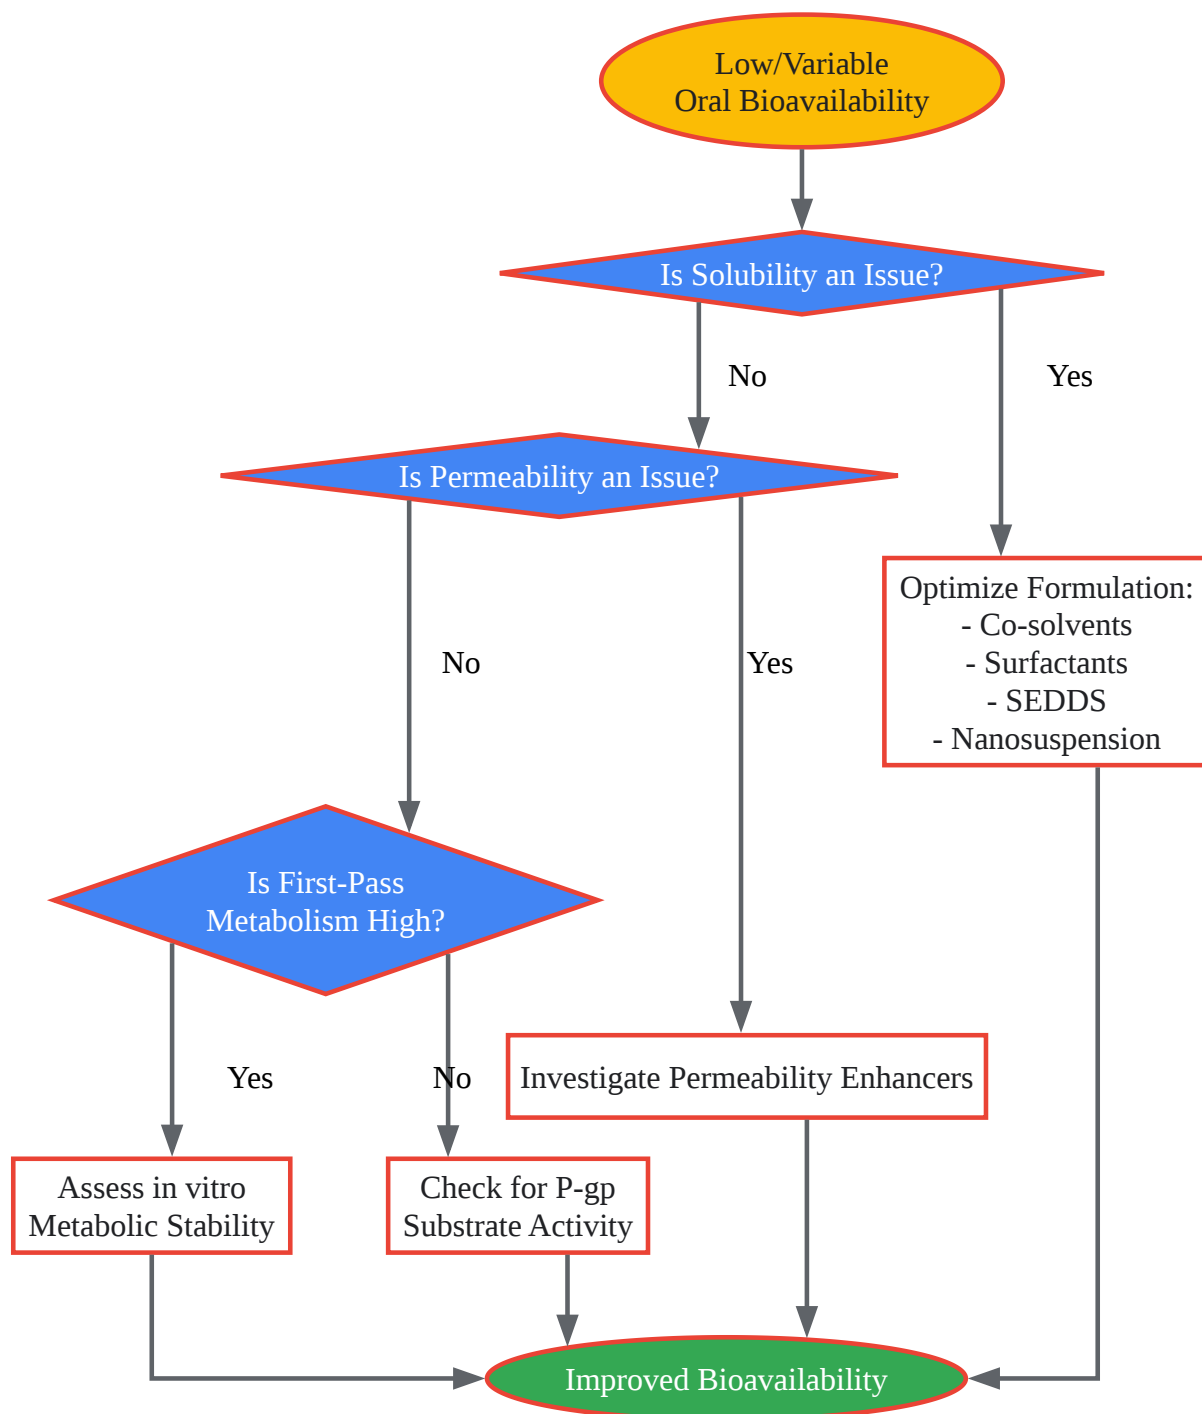 Low/Variable
Oral Bioavailability
Is Solubility an Issue?
No
Yes
Is Permeability an Issue?
Optimize Formulation:
- Co-solvents
- Surfactants
- SEDDS
- Nanosuspension
No
Yes
Is First-Pass
Metabolism High?
Yes
No
Investigate Permeability Enhancers
Assess in vitro
Metabolic Stability
Check for P-gp
Substrate Activity
Improved Bioavailability